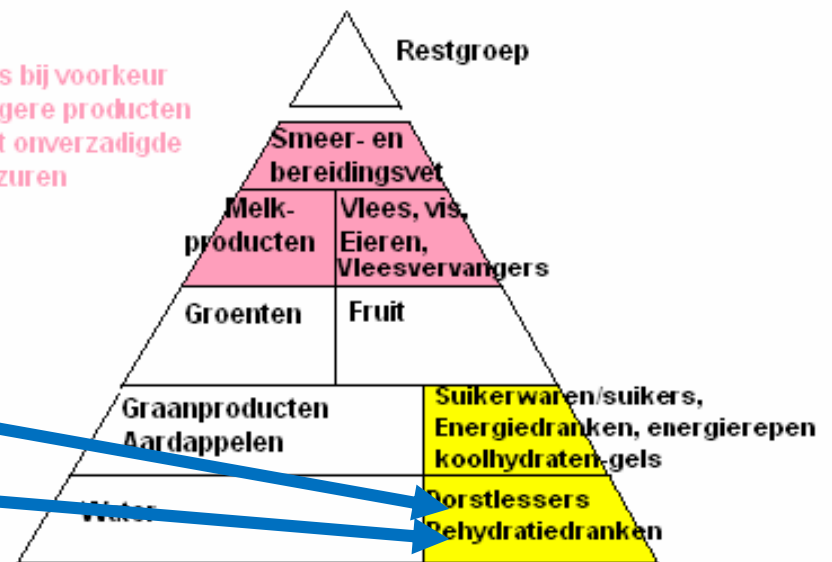 Restgroep
s bij voorkeur
gere producten
t onverzadigde
zuren
Smeer- en
bereidingsvet
Melk-
producten
Vlees, vis,
Eieren,
Vleesvervangers
Groenten
Fruit
Graanproducten
Aardappelen
Suikerwaren/suikers,
Energiedranken, energierepen
koolhydraten-gels
Water
Dorstlessers
Rehydratiedranken